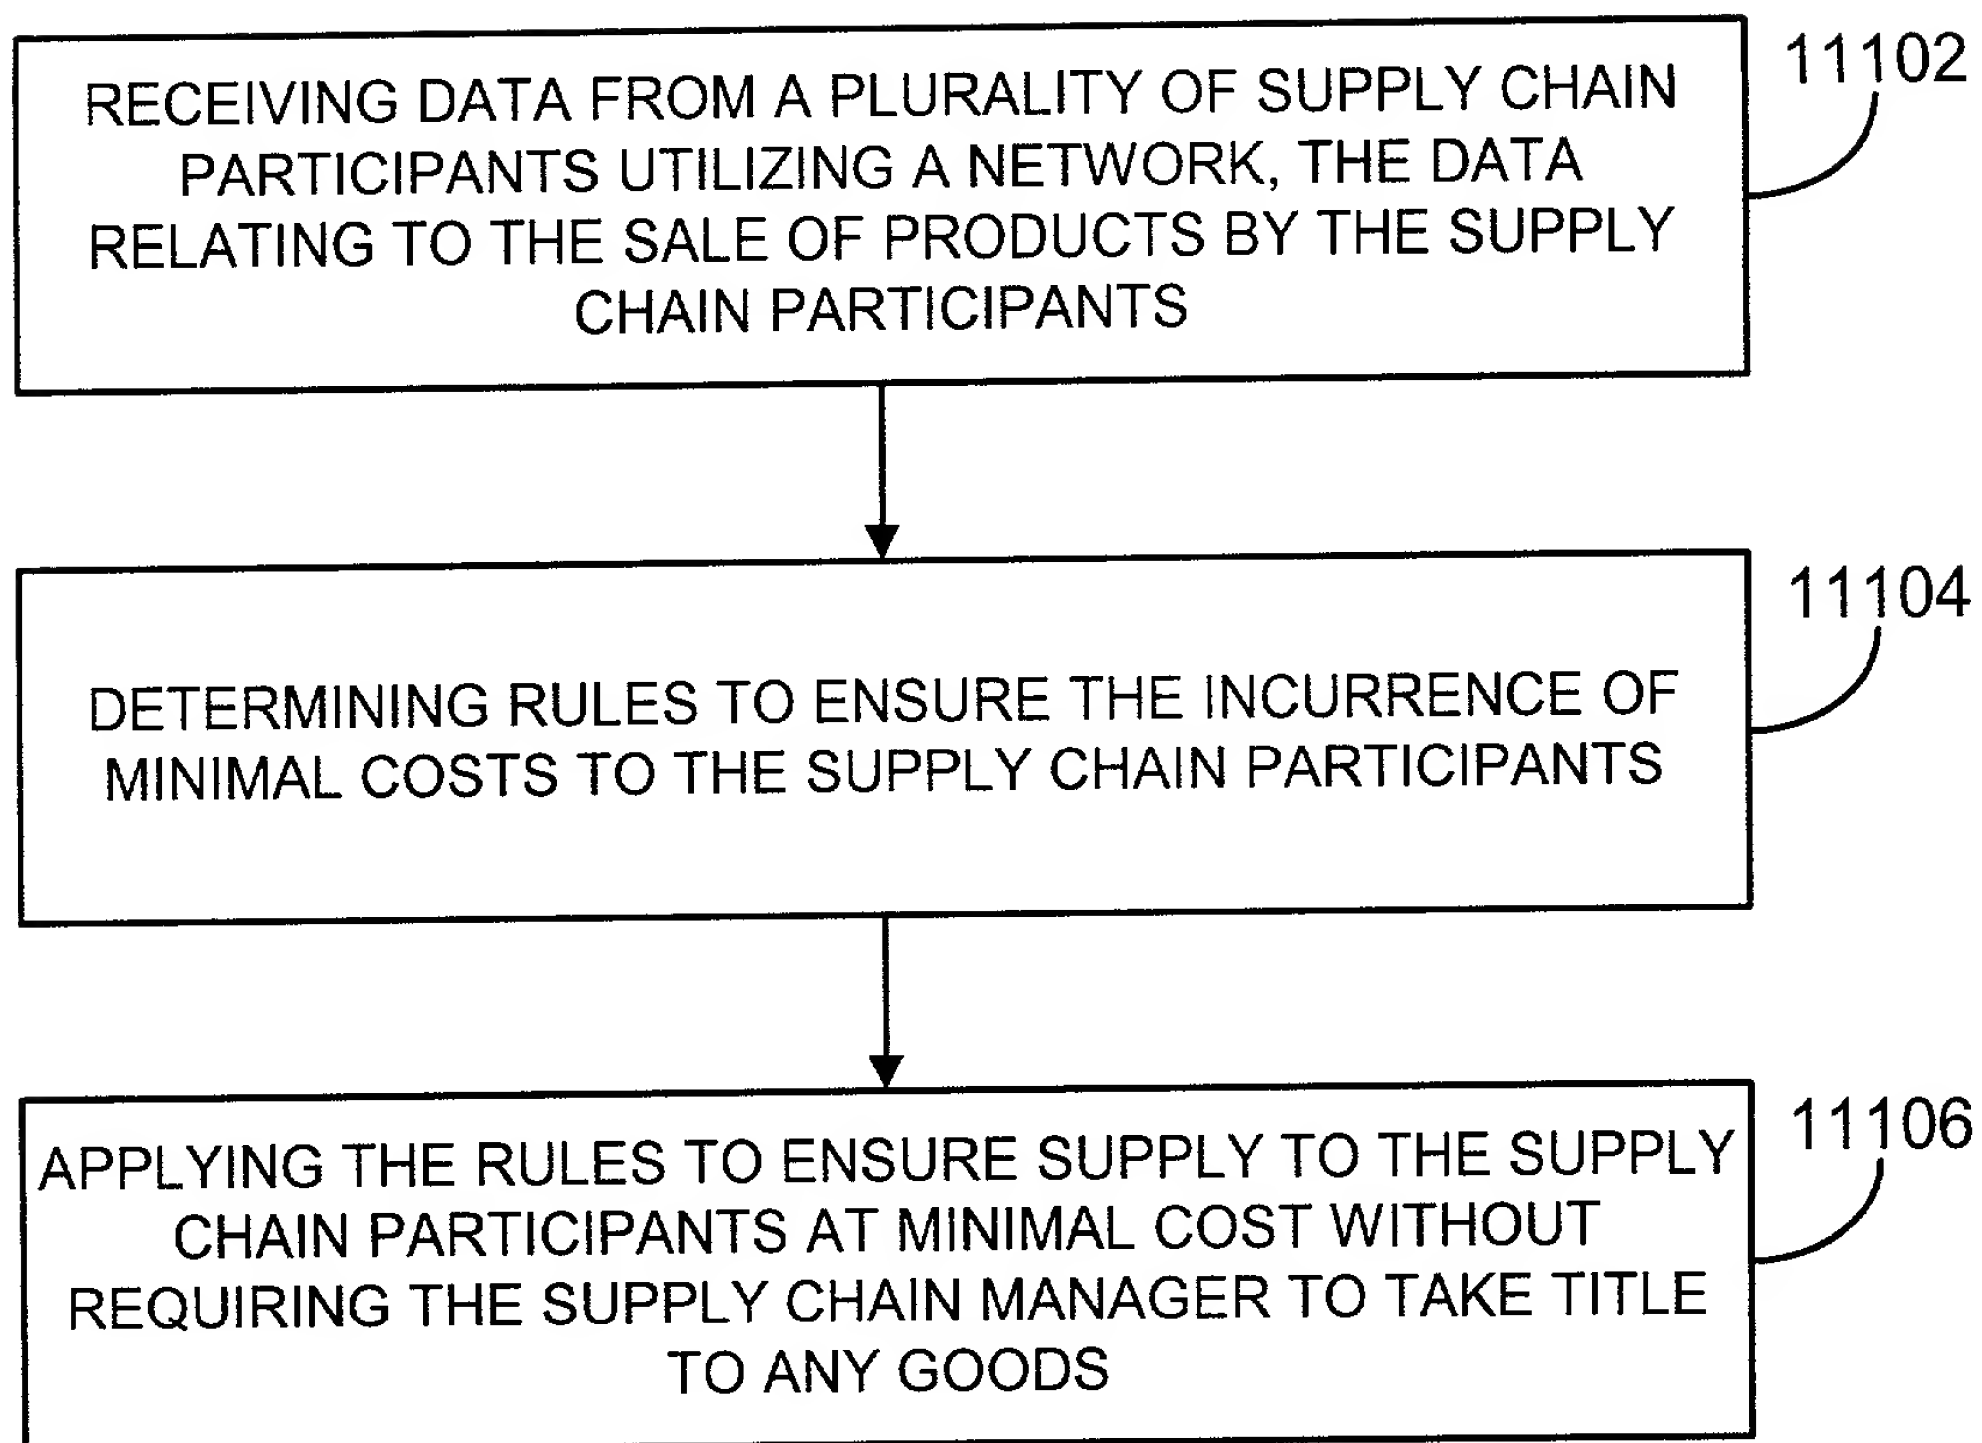 11102
RECEIVING DATA FROM A PLURALITY OF SUPPLY CHAIN
PARTICIPANTS UTILIZING A NETWORK, THE DATA
RELATING TO THE SALE OF PRODUCTS BY THE SUPPLY
CHAIN PARTICIPANTS
11104
DETERMINING RULES TO ENSURE THE INCURRENCE OF
MINIMAL COSTS TO THE SUPPLY CHAIN PARTICIPANTS
11106
APPLYING THE RULES TO ENSURE SUPPLY TO THE SUPPLY
CHAIN PARTICIPANTS AT MINIMAL COST WITHOUT
REQUIRING THE SUPPLY CHAIN MANAGER TO TAKE TITLE
TO ANY GOODS